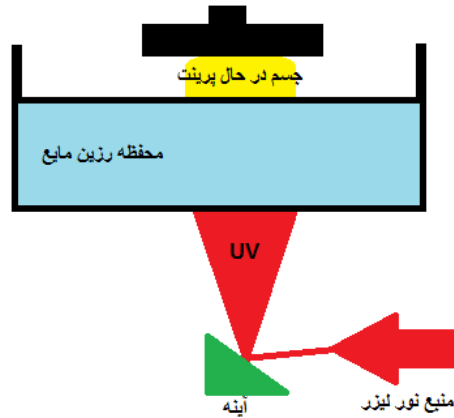 جسم در حال پرینت
محفظه رزین مایع
UV
منبع نور لیزر
آینه